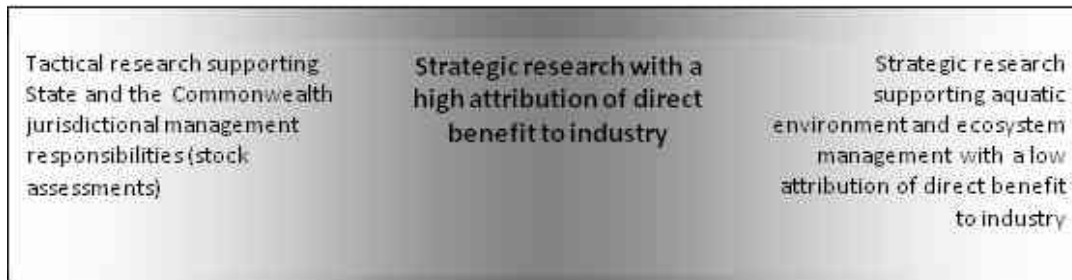 Tactical research supporting
State and the Commonwealth
jurisdictional management
responsibilities (stock
assessments)
Strategic research with a
high attribution of direct
benefit to industry
Strategic research
supporting aquatic
environment and ecosystem
management with a low
attribution of direct benefit
to industry